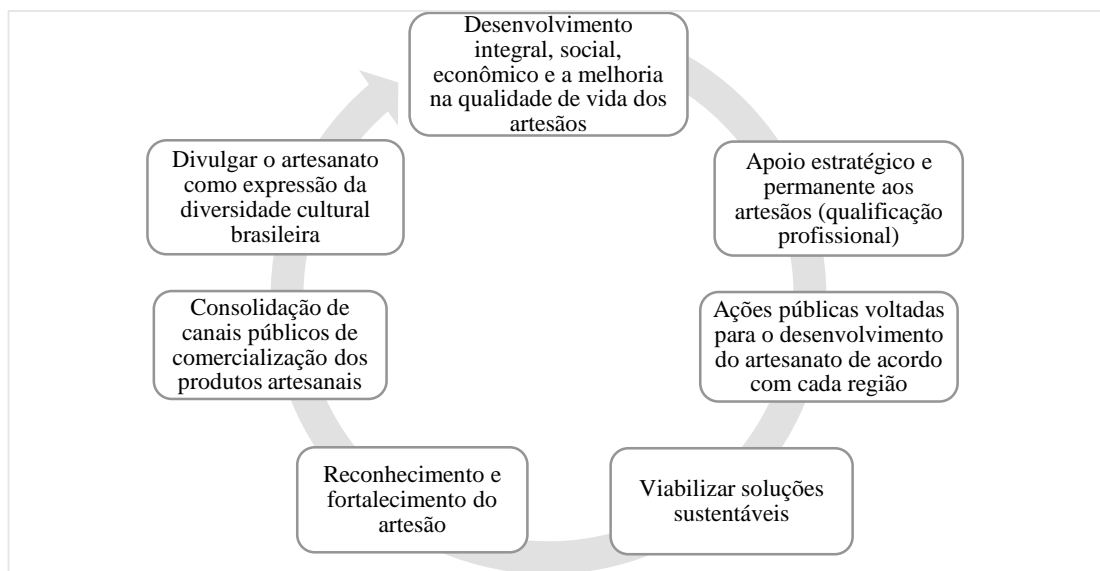 Desenvolvimento
integral, social,
econômico e a melhoria
na qualidade de vida dos
artesãos
Apoio estratégico e
permanente aos
artesãos (qualificação
profissional)
Ações públicas voltadas
para o desenvolvimento
do artesanato de acordo
com cada região
Viabilizar soluções
sustentáveis
Reconhecimento e
fortalecimento do
artesão
Consolidação de
canais públicos de
comercialização dos
produtos artesanais
Divulgar o artesanato
como expressão da
diversidade cultural
brasileira